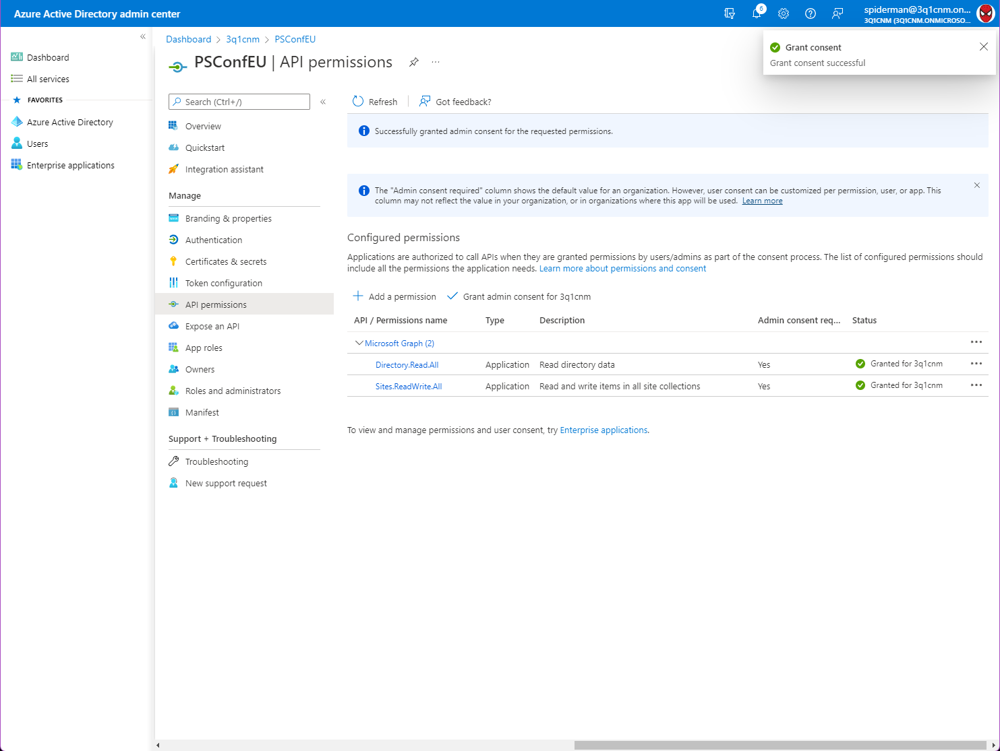 Azure Active Directory admin center
6
spiderman@3q1cnm.on...
3Q1CNM (3Q1CNM.ONMICROSO...
Grant consent
Grant consent successful
Dashboard
All services
FAVORITES
Azure Active Directory
Users
Enterprise applications
Dashboard > 3q1cnm > PSConfEU
PSConfEU | API permissions
Search (Ctrl+/)
Overview
Quickstart
Integration assistant
Manage
Branding & properties
Authentication
Certificates & secrets
Token configuration
API permissions
Expose an API
App roles
Owners
Roles and administrators
Manifest
Support + Troubleshooting
Troubleshooting
New support request
Refresh
Got feedback?
Successfully granted admin consent for the requested permissions.
The "Admin consent required" column shows the default value for an organization. However, user consent can be customized per permission, user, or app. This
column may not reflect the value in your organization, or in organizations where this app will be used. Learn more
Configured permissions
Applications are authorized to call APIs when they are granted permissions by users/admins as part of the consent process. The list of configured permissions should
include all the permissions the application needs. Learn more about permissions and consent
Add a permission Grant admin consent for 3q1cnm
API / Permissions name Type Description Admin consent req... Status
Microsoft Graph (2)
Directory.Read.All Application Read directory data Yes Granted for 3q1cnm
Sites.ReadWrite.All Application Read and write items in all site collections Yes Granted for 3q1cnm
To view and manage permissions and user consent, try Enterprise applications.